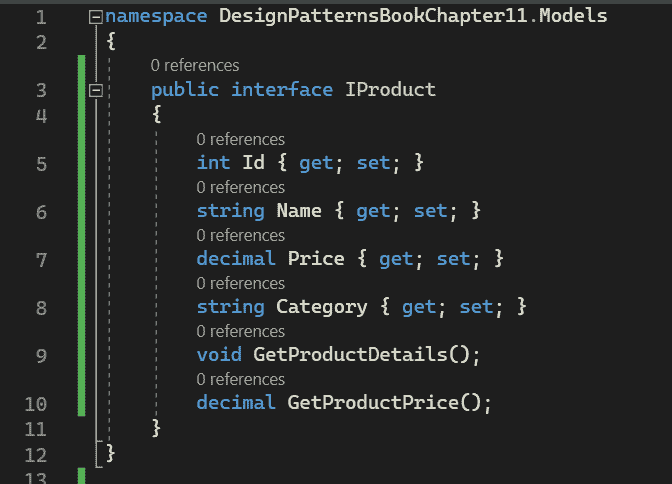 1 namespace DesignPatternsBookChapter11.Models
2 {
0 references
3 public interface IProduct
4 {
0 references
5 int Id { get; set; }
0 references
6 string Name { get; set; }
0 references
7 decimal Price { get; set; }
0 references
8 string Category { get; set; }
0 references
9 void GetProductDetails();
0 references
10 decimal GetProductPrice();
11 }
12 }
13